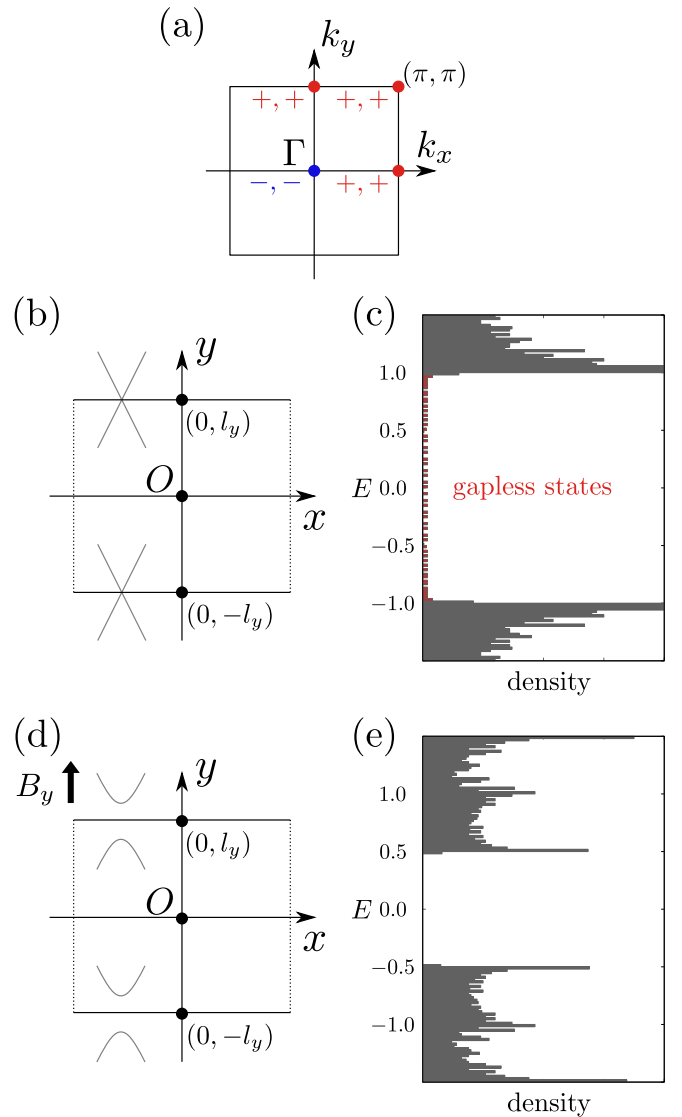 (a)
k_y
(π, π)
+, +
+, +
Γ
k_x
−, −
+, +
(b)
y
(0, l_y)
O
x
(0, −l_y)
(c)
1.0
0.5
E 0.0
gapless states
−0.5
−1.0
density
(d)
B_y
y
(0, l_y)
O
x
(0, −l_y)
(e)
1.0
0.5
E 0.0
−0.5
−1.0
density